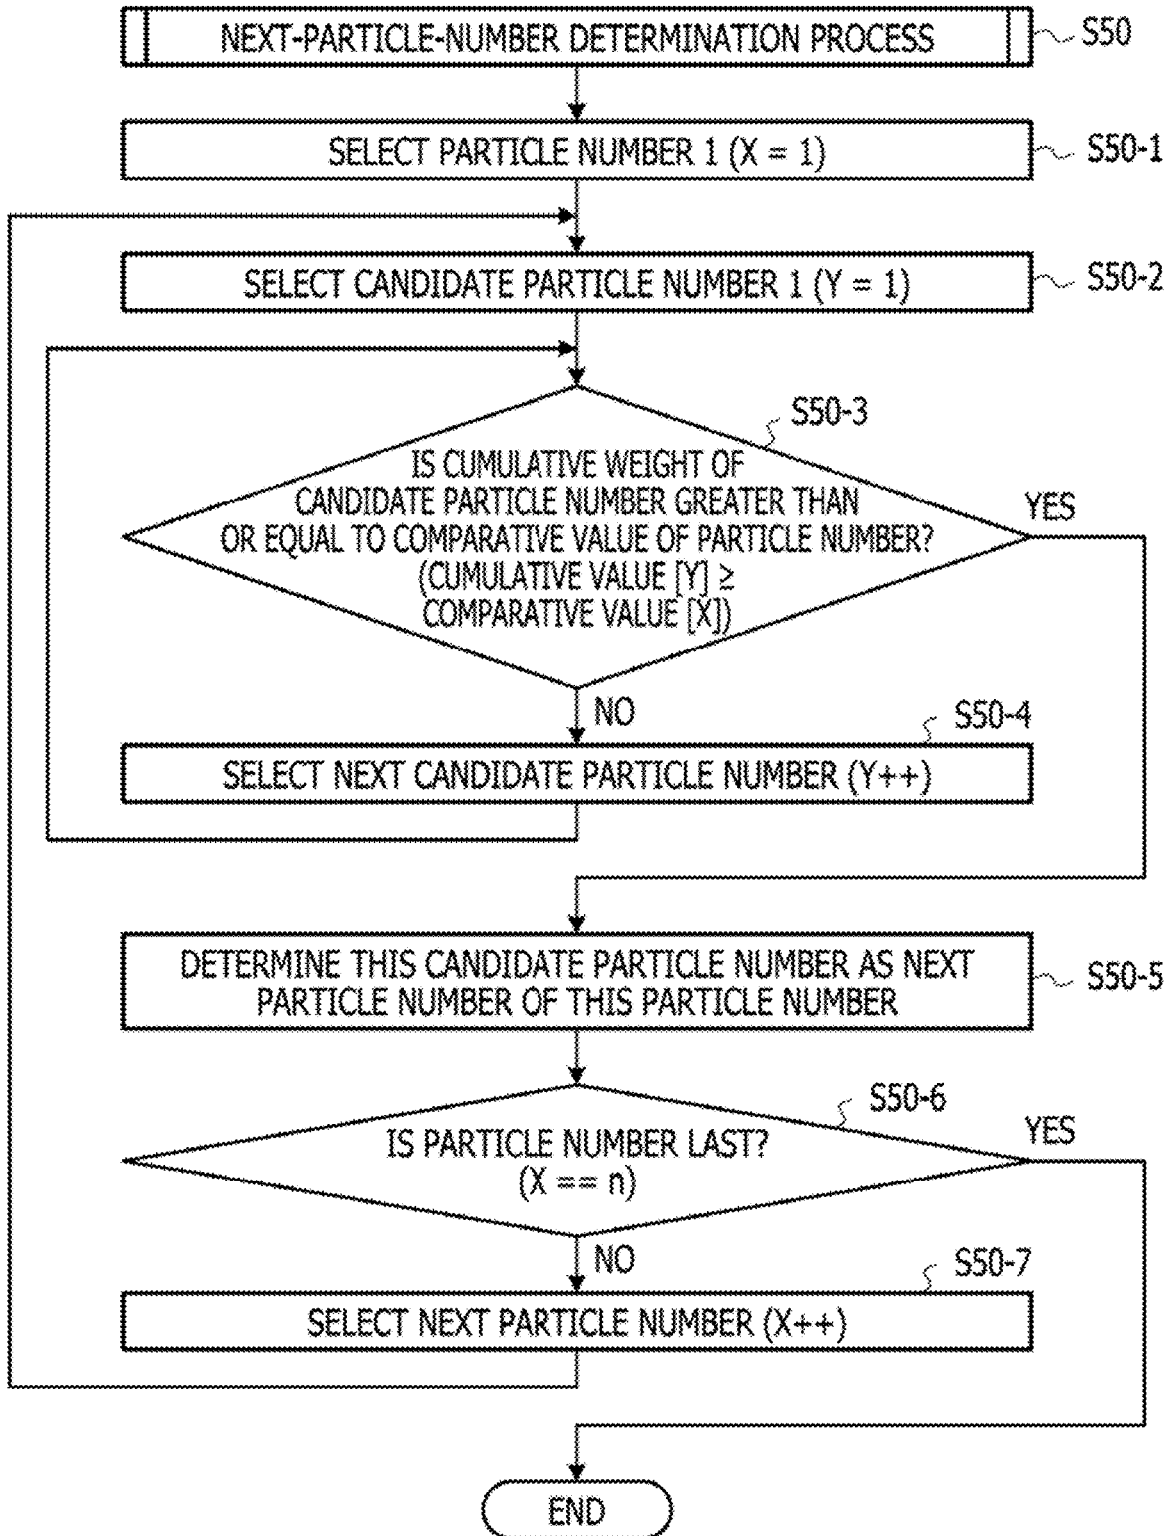 NEXT-PARTICLE-NUMBER DETERMINATION PROCESS
S50
SELECT PARTICLE NUMBER 1 (X = 1)
S50-1
SELECT CANDIDATE PARTICLE NUMBER 1 (Y = 1)
S50-2
S50-3
IS CUMULATIVE WEIGHT OF
CANDIDATE PARTICLE NUMBER GREATER THAN
OR EQUAL TO COMPARATIVE VALUE OF PARTICLE NUMBER?
(CUMULATIVE VALUE [Y] ≥
COMPARATIVE VALUE [X])
YES
NO
S50-4
SELECT NEXT CANDIDATE PARTICLE NUMBER (Y++)
DETERMINE THIS CANDIDATE PARTICLE NUMBER AS NEXT
PARTICLE NUMBER OF THIS PARTICLE NUMBER
S50-5
S50-6
IS PARTICLE NUMBER LAST?
(X == n)
YES
NO
S50-7
SELECT NEXT PARTICLE NUMBER (X++)
END